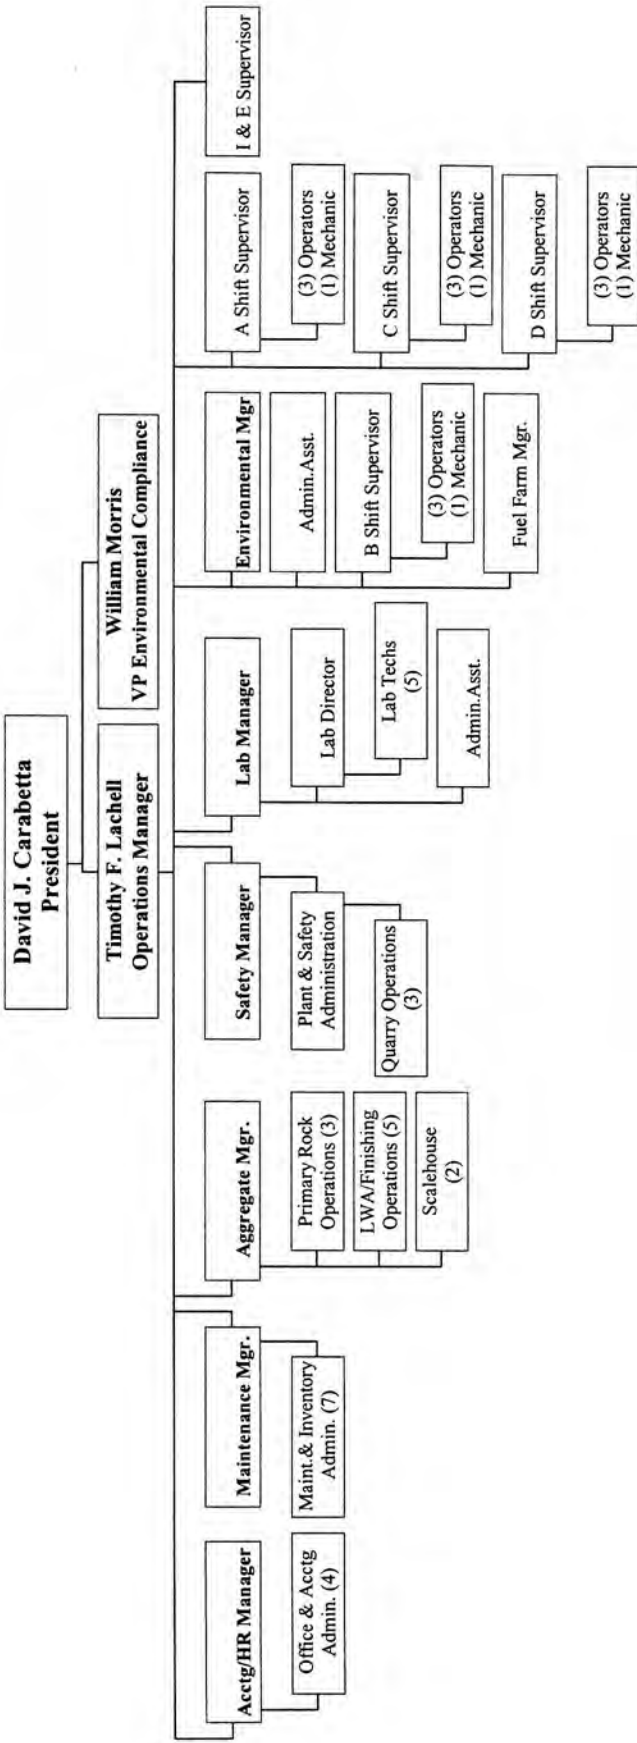 David J. Carabetta
President
Timothy F. Lachell
Operations Manager
William Morris
VP Environmental Compliance
Acctg/HR Manager
Office & Acctg
Admin. (4)
Maintenance Mgr.
Maint.& Inventory
Admin. (7)
Aggregate Mgr.
Primary Rock
Operations (3)
LWA/Finishing
Operations (5)
Scalehouse
(2)
Safety Manager
Plant & Safety
Administration
Quarry Operations
(3)
Lab Manager
Lab Director
Lab Techs
(5)
Admin.Asst.
Environmental Mgr
Admin.Asst.
B Shift Supervisor
(3) Operators
(1) Mechanic
Fuel Farm Mgr.
A Shift Supervisor
(3) Operators
(1) Mechanic
C Shift Supervisor
(3) Operators
(1) Mechanic
D Shift Supervisor
(3) Operators
(1) Mechanic
I & E Supervisor